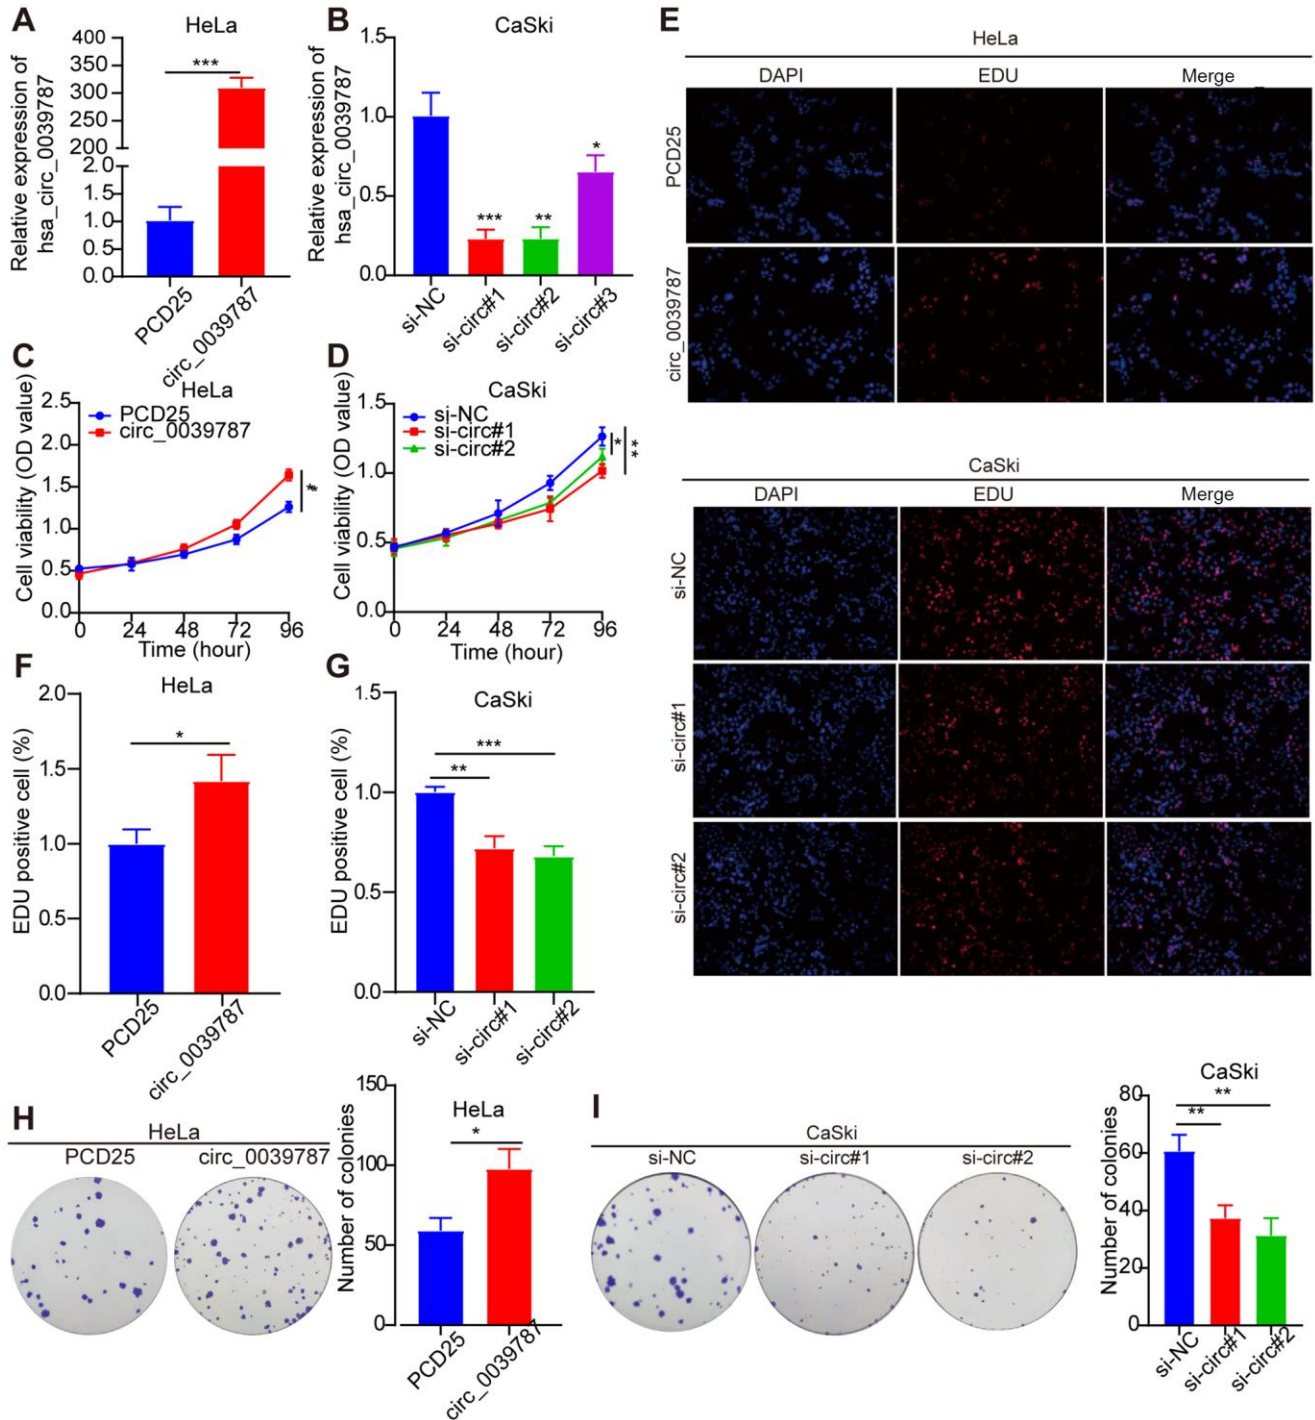 A
HeLa
Relative expression of
hsa_circ_0039787
400
350
300
250
200
2.0
1.5
1.0
0.5
0.0
***
PCD25
circ_0039787
B
CaSki
Relative expression of
hsa_circ_0039787
1.5
1.0
0.5
0.0
***
**
*
si-NC
si-circ#1
si-circ#2
si-circ#3
C
HeLa
Cell viability (OD value)
2.5
2.0
1.5
1.0
0.5
0.0
PCD25
circ_0039787
*
0 24 48 72 96
Time (hour)
D
CaSki
Cell viability (OD value)
1.5
1.0
0.5
0.0
si-NC
si-circ#1
si-circ#2
*
**
0 24 48 72 96
Time (hour)
E
HeLa
DAPI EDU Merge
PCD25
circ_0039787
CaSki
DAPI EDU Merge
si-NC
si-circ#1
si-circ#2
F
HeLa
EDU positive cell (%)
2.0
1.5
1.0
0.5
0.0
*
PCD25
circ_0039787
G
CaSki
EDU positive cell (%)
1.5
1.0
0.5
0.0
***
**
si-NC
si-circ#1
si-circ#2
H
HeLa
PCD25 circ_0039787
Number of colonies
150
100
50
0
HeLa
*
PCD25
circ_0039787
I
CaSki
si-NC si-circ#1 si-circ#2
Number of colonies
80
60
40
20
0
CaSki
**
**
si-NC
si-circ#1
si-circ#2